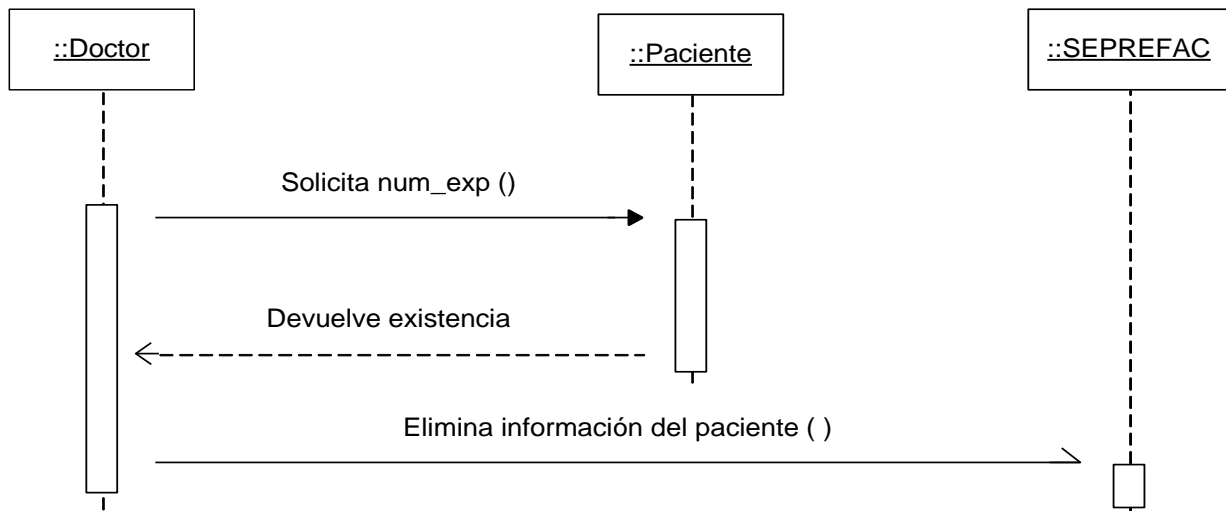 ::Doctor
::Paciente
::SEPREFAC
Solicita num_exp ()
Devuelve existencia
Elimina información del paciente ( )